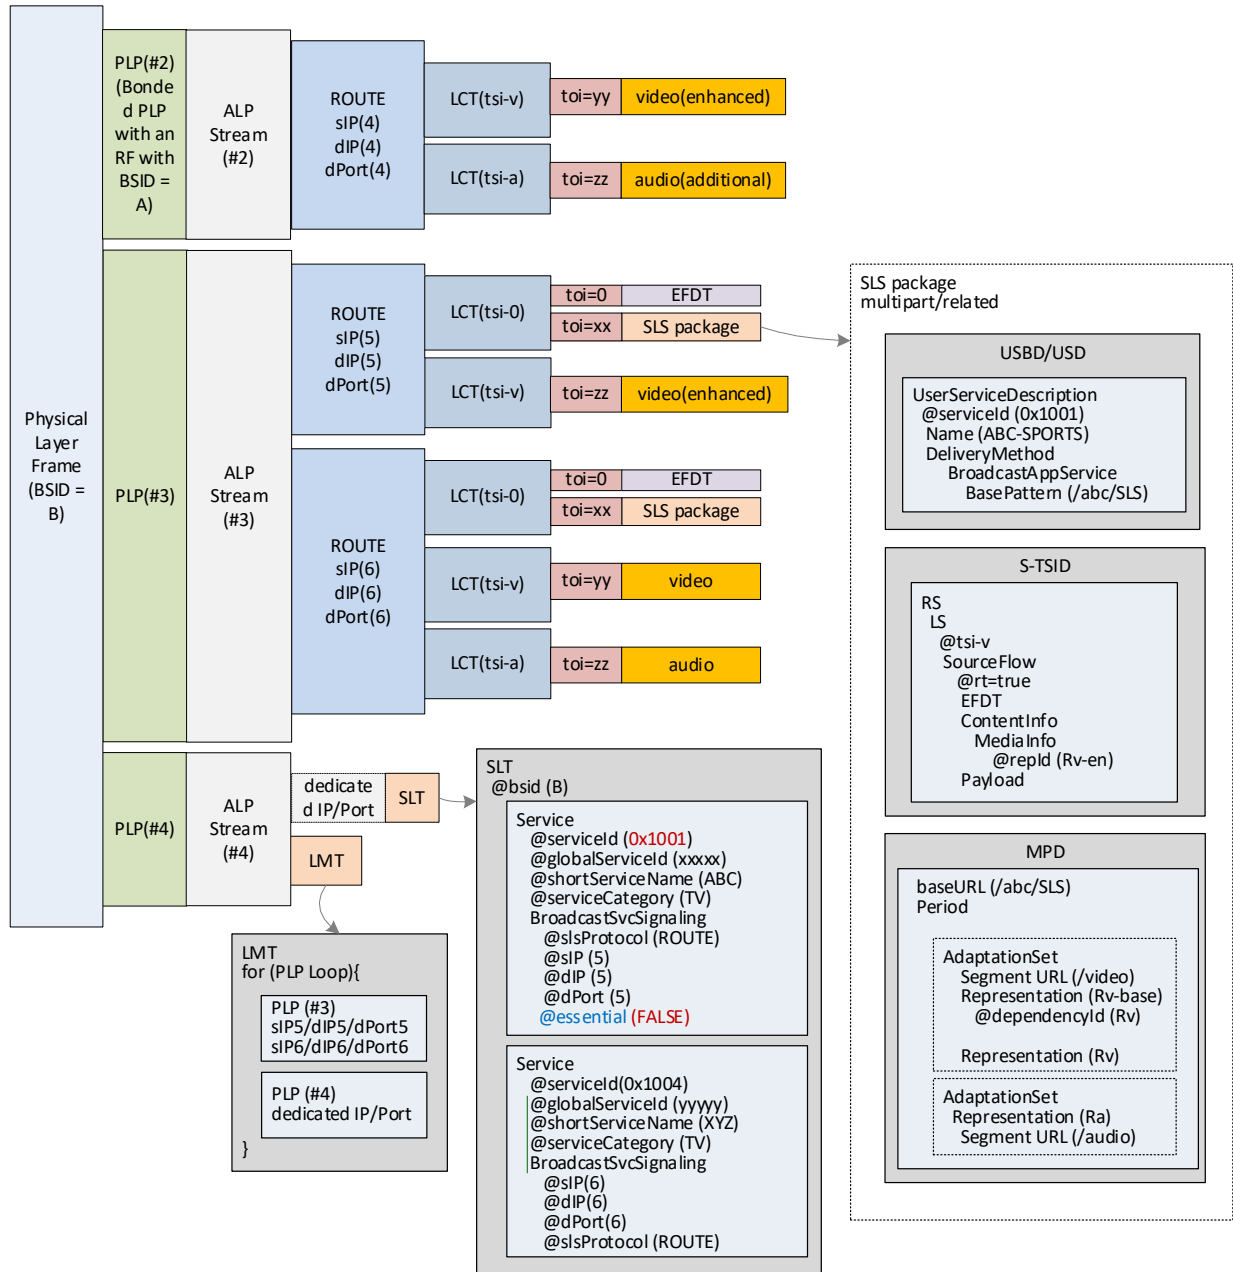 Physical
Layer
Frame
(BSID =
B)
PLP(#2)
(Bonde
d PLP
with an
RF with
BSID =
A)
ALP
Stream
(#2)
ROUTE
sIP(4)
dIP(4)
dPort(4)
LCT(tsi-v)
toi=yy
video(enhanced)
LCT(tsi-a)
toi=zz
audio(additional)
PLP(#3)
ALP
Stream
(#3)
ROUTE
sIP(5)
dIP(5)
dPort(5)
LCT(tsi-0)
toi=0
EFDT
toi=xx
SLS package
LCT(tsi-v)
toi=zz
video(enhanced)
ROUTE
sIP(6)
dIP(6)
dPort(6)
LCT(tsi-0)
toi=0
EFDT
toi=xx
SLS package
LCT(tsi-v)
toi=yy
video
LCT(tsi-a)
toi=zz
audio
PLP(#4)
ALP
Stream
(#4)
dedicate
d IP/Port
SLT
LMT
LMT
for (PLP Loop){
PLP (#3)
sIP5/dIP5/dPort5
sIP6/dIP6/dPort6
PLP (#4)
dedicated IP/Port
}
SLT
@bsid (B)
Service
@serviceId (0x1001)
@globalServiceId (xxxxx)
@shortServiceName (ABC)
@serviceCategory (TV)
BroadcastSvcSignaling
@slsProtocol (ROUTE)
@sIP (5)
@dIP (5)
@dPort (5)
@essential (FALSE)
Service
@serviceId(0x1004)
@globalServiceId (yyyyy)
@shortServiceName (XYZ)
@serviceCategory (TV)
BroadcastSvcSignaling
@sIP(6)
@dIP(6)
@dPort(6)
@slsProtocol (ROUTE)
SLS package
multipart/related
USBD/USD
UserServiceDescription
@serviceId (0x1001)
Name (ABC-SPORTS)
DeliveryMethod
BroadcastAppService
BasePattern (/abc/SLS)
S-TSID
RS
LS
@tsi-v
SourceFlow
@rt=true
EFDT
ContentInfo
MediaInfo
@repId (Rv-en)
Payload
MPD
baseURL (/abc/SLS)
Period
AdaptationSet
Segment URL (/video)
Representation (Rv-base)
@dependencyId (Rv)
Representation (Rv)
AdaptationSet
Representation (Ra)
Segment URL (/audio)